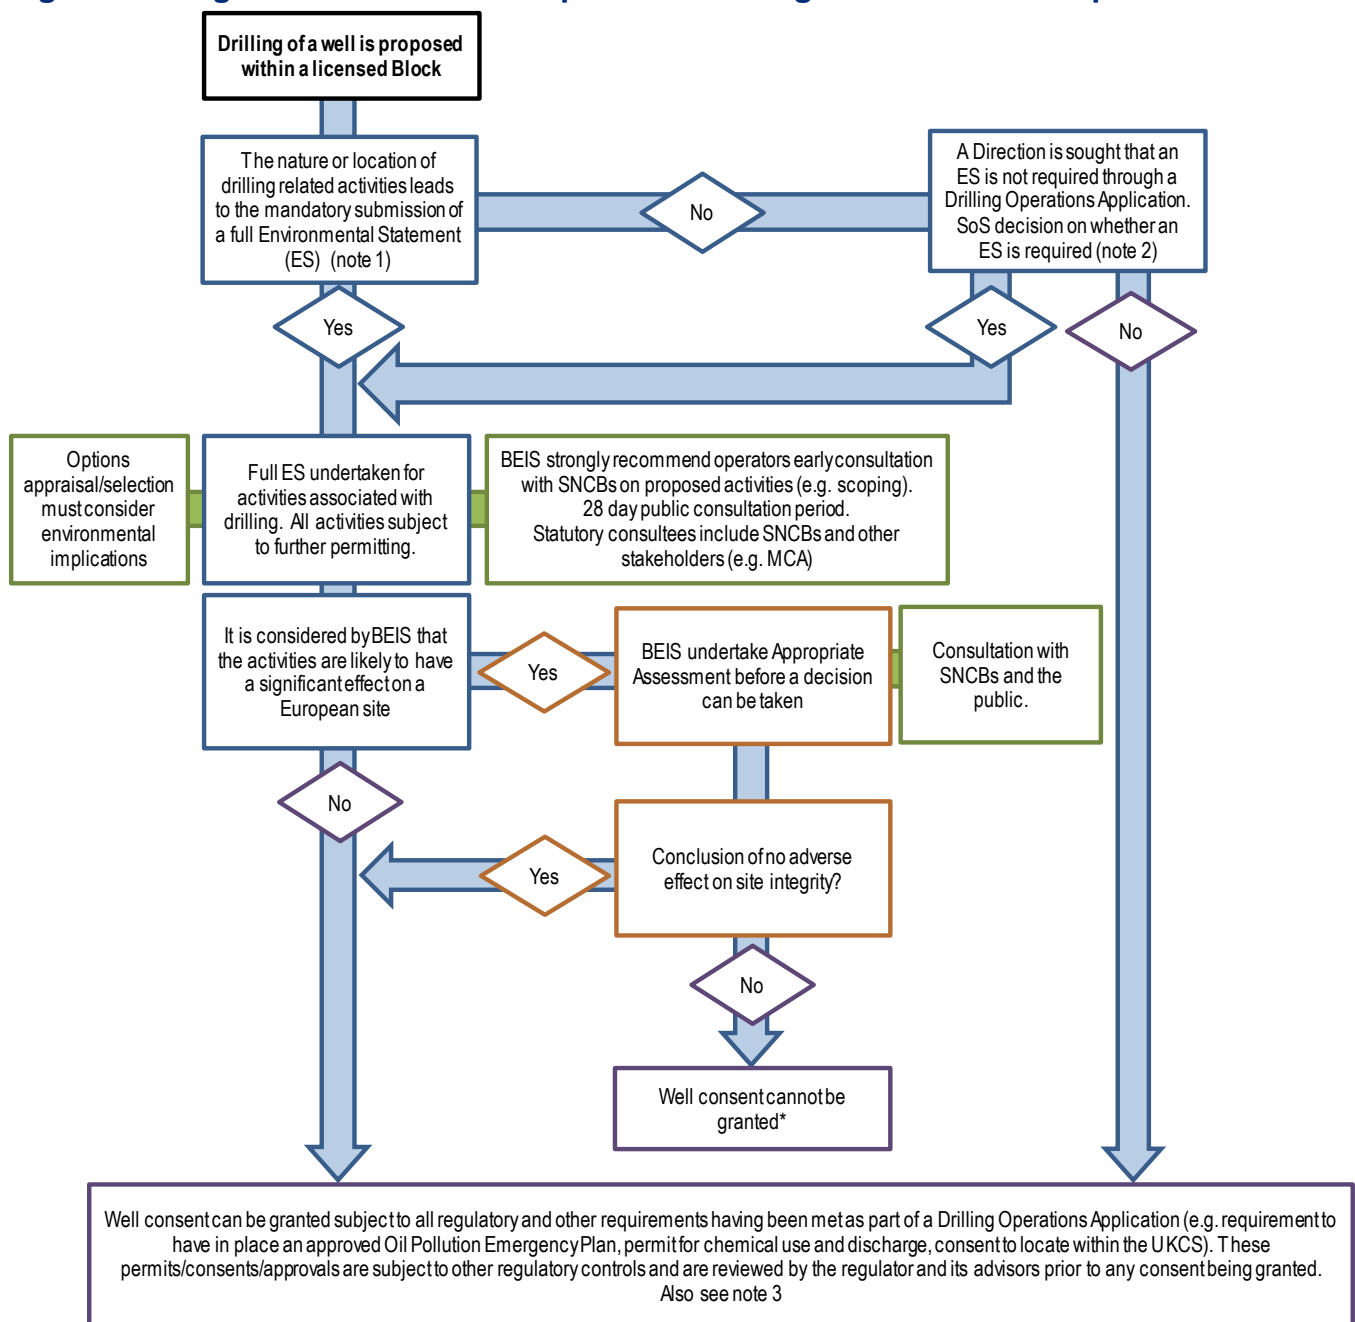 Drilling of a well is proposed
within a licensed Block
The nature or location of
drilling related activities leads
to the mandatory submission of
a full Environmental Statement
(ES) (note 1)
No
A Direction is sought that an
ES is not required through a
Drilling Operations Application.
SoS decision on whether an
ES is required (note 2)
Yes
Yes
No
Options
appraisal/selection
must consider
environmental
implications
Full ES undertaken for
activities associated with
drilling. All activities subject
to further permitting.
BEIS strongly recommend operators early consultation
with SNCBs on proposed activities (e.g. scoping).
28 day public consultation period.
Statutory consultees include SNCBs and other
stakeholders (e.g. MCA)
It is considered by BEIS that
the activities are likely to have
a significant effect on a
European site
Yes
BEIS undertake Appropriate
Assessment before a decision
can be taken
Consultation with
SNCBs and the
public.
No
Yes
Conclusion of no adverse
effect on site integrity?
No
Well consent cannot be
granted*
Well consent can be granted subject to all regulatory and other requirements having been met as part of a Drilling Operations Application (e.g. requirement to
have in place an approved Oil Pollution Emergency Plan, permit for chemical use and discharge, consent to locate within the UKCS). These
permits/consents/approvals are subject to other regulatory controls and are reviewed by the regulator and its advisors prior to any consent being granted.
Also see note 3